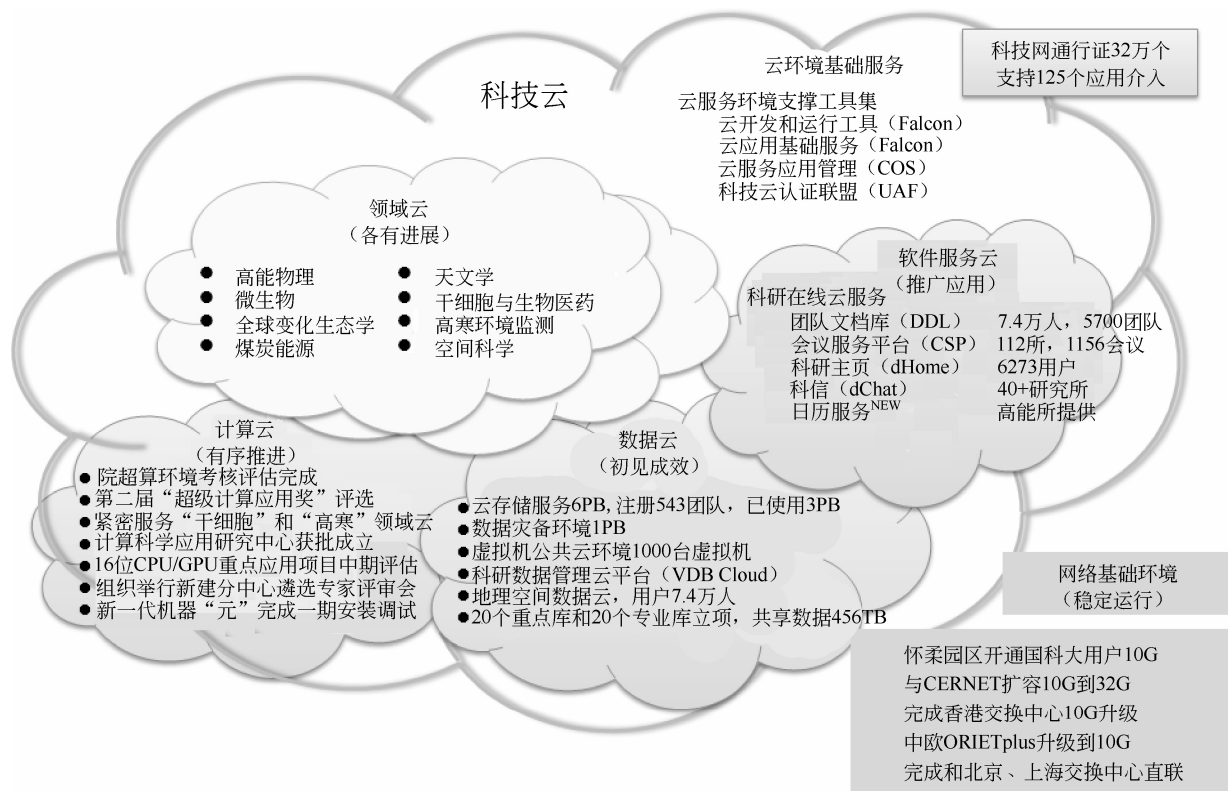 科技云
云环境基础服务
云服务环境支撑工具集
云开发和运行工具（Falcon）
云应用基础服务（Falcon）
云服务应用管理（COS）
科技云认证联盟（UAF）
科技网通行证32万个
支持125个应用介入
领域云
（各有进展）
● 高能物理
● 微生物
● 全球变化生态学
● 煤炭能源
● 天文学
● 干细胞与生物医药
● 高寒环境监测
● 空间科学
软件服务云
（推广应用）
科研在线云服务
团队文档库（DDL） 7.4万人，5700团队
会议服务平台（CSP） 112所，1156会议
科研主页（dHome） 6273用户
科信（dChat） 40+研究所
日历服务NEW 高能所提供
计算云
（有序推进）
● 院超算环境考核评估完成
● 第二届“超级计算应用奖”评选
● 紧密服务“干细胞”和“高寒”领域云
● 计算科学应用研究中心获批成立
● 16位CPU/GPU重点应用项目中期评估
● 组织举行新建分中心遴选专家评审会
● 新一代机器“元”完成一期安装调试
数据云
（初见成效）
● 云存储服务6PB, 注册543团队，已使用3PB
● 数据灾备环境1PB
● 虚拟机公共云环境1000台虚拟机
● 科研数据管理云平台（VDB Cloud）
● 地理空间数据云，用户7.4万人
● 20个重点库和20个专业库立项，共享数据456TB
网络基础环境
（稳定运行）
怀柔园区开通国科大用户10G
与CERNET扩容10G到32G
完成香港交换中心10G升级
中欧ORIETplus升级到10G
完成和北京、上海交换中心直联